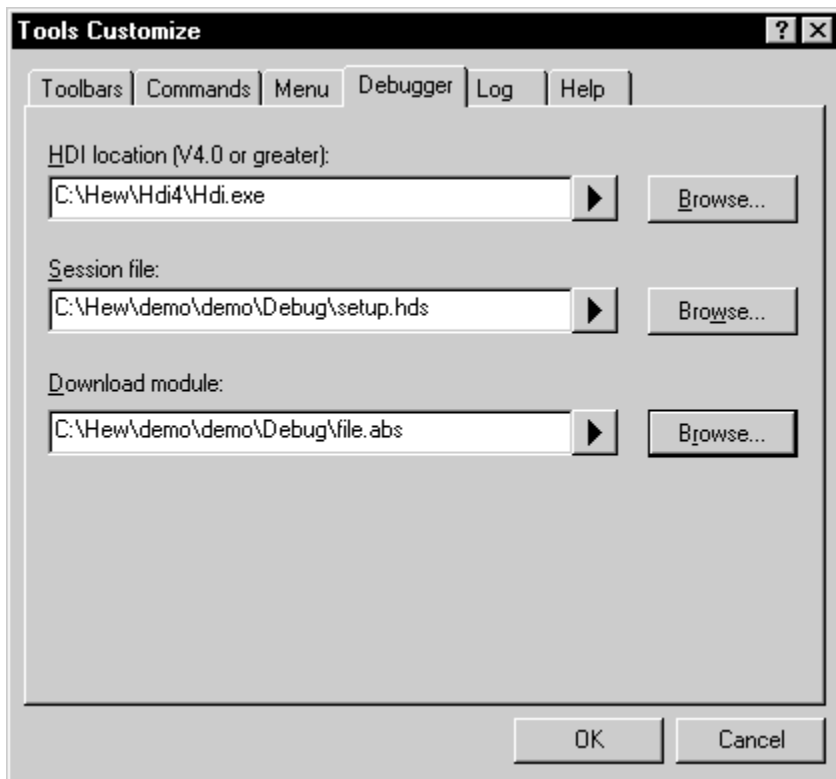 Tools Customize
Toolbars Commands Menu Debugger Log Help
HDI location (V4.0 or greater):
C:\Hew\Hdi4\Hdi.exe Browse...
Session file:
C:\Hew\demo\demo\Debug\setup.hds Browse...
Download module:
C:\Hew\demo\demo\Debug\file.abs Browse...
OK Cancel